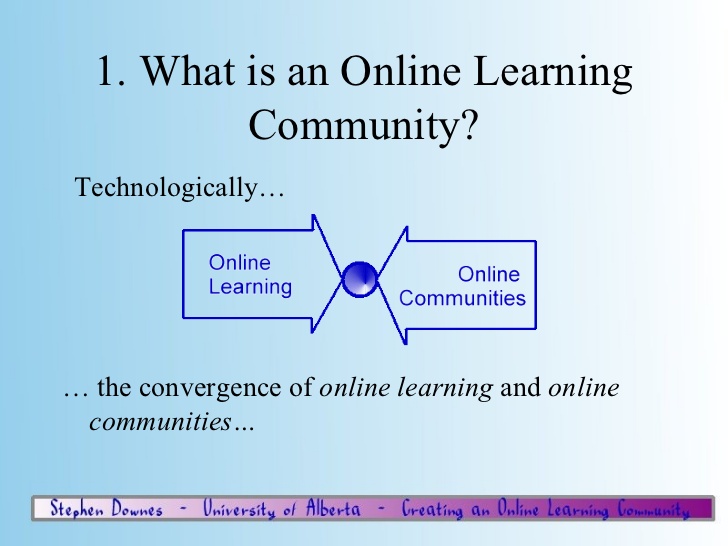 1. What is an Online Learning
Community?
Technologically…
Online
Learning
Online
Communities
… the convergence of online learning and online
communities…
Stephen Downes - University of Alberta - Creating an Online Learning Community